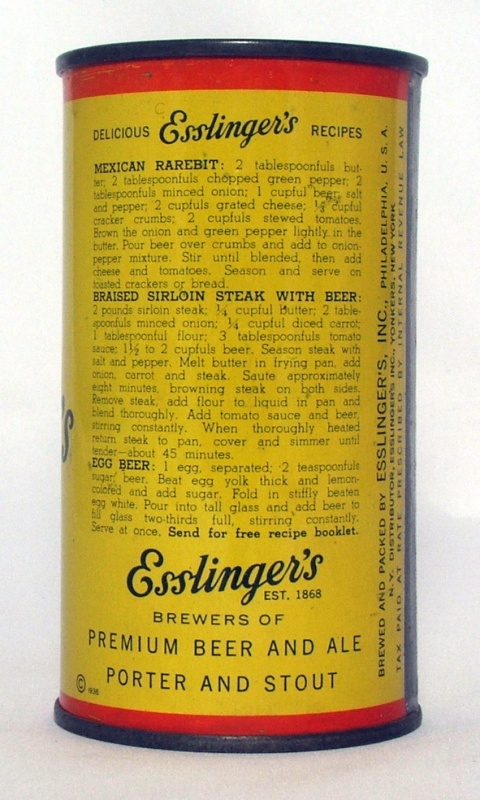 DELICIOUS Esslinger's RECIPES
MEXICAN RAREBIT: 2 tablespoonfuls but-
ter; 2 tablespoonfuls chopped green pepper; 2
tablespoonfuls minced onion; 1 cupful beer, salt
and pepper; 2 cupfuls grated cheese; cupful
cracker crumbs; 2 cupfuls stewed tomatoes.
Brown the onion and green pepper lightly in the
butter. Pour beer over crumbs and add to onion-
pepper mixture. Stir until blended, then add
cheese and tomatoes. Season and serve on
toasted crackers or bread.
BRAISED SIRLOIN STEAK WITH BEER:
2 pounds sirloin steak; ¼ cupful butter; 2 table-
spoonfuls minced onion; ¼ cupful diced carrot;
1 tablespoonful flour; 3 tablespoonfuls tomato
sauce; 1½ to 2 cupfuls beer. Season steak with
salt and pepper. Melt butter in frying pan, add
onion, carrot and steak. Saute approximately
eight minutes, browning steak on both sides.
Remove steak, add flour to liquid in pan and
blend thoroughly. Add tomato sauce and beer,
stirring constantly. When thoroughly heated
return steak to pan, cover and simmer until
tender—about 45 minutes.
EGG BEER: 1 egg, separated; 2 teaspoonfuls
sugar; beer. Beat egg yolk thick and lemon-
colored and add sugar. Fold in stiffly beaten
egg white. Pour into tall glass and add beer to
fill glass two-thirds full, stirring constantly.
Serve at once. Send for free recipe booklet.
Esslinger's
EST. 1868
BREWERS OF
PREMIUM BEER AND ALE
PORTER AND STOUT
© 1936
's
BREWED AND PACKED BY ESSLINGER'S, INC., PHILADELPHIA, U. S. A.
N.Y. DISTRIBUTOR, ESSLINGER'S INC., YONKERS, NEW YORK
TAX PAID AT RATE PRESCRIBED BY INTERNAL REVENUE LAW